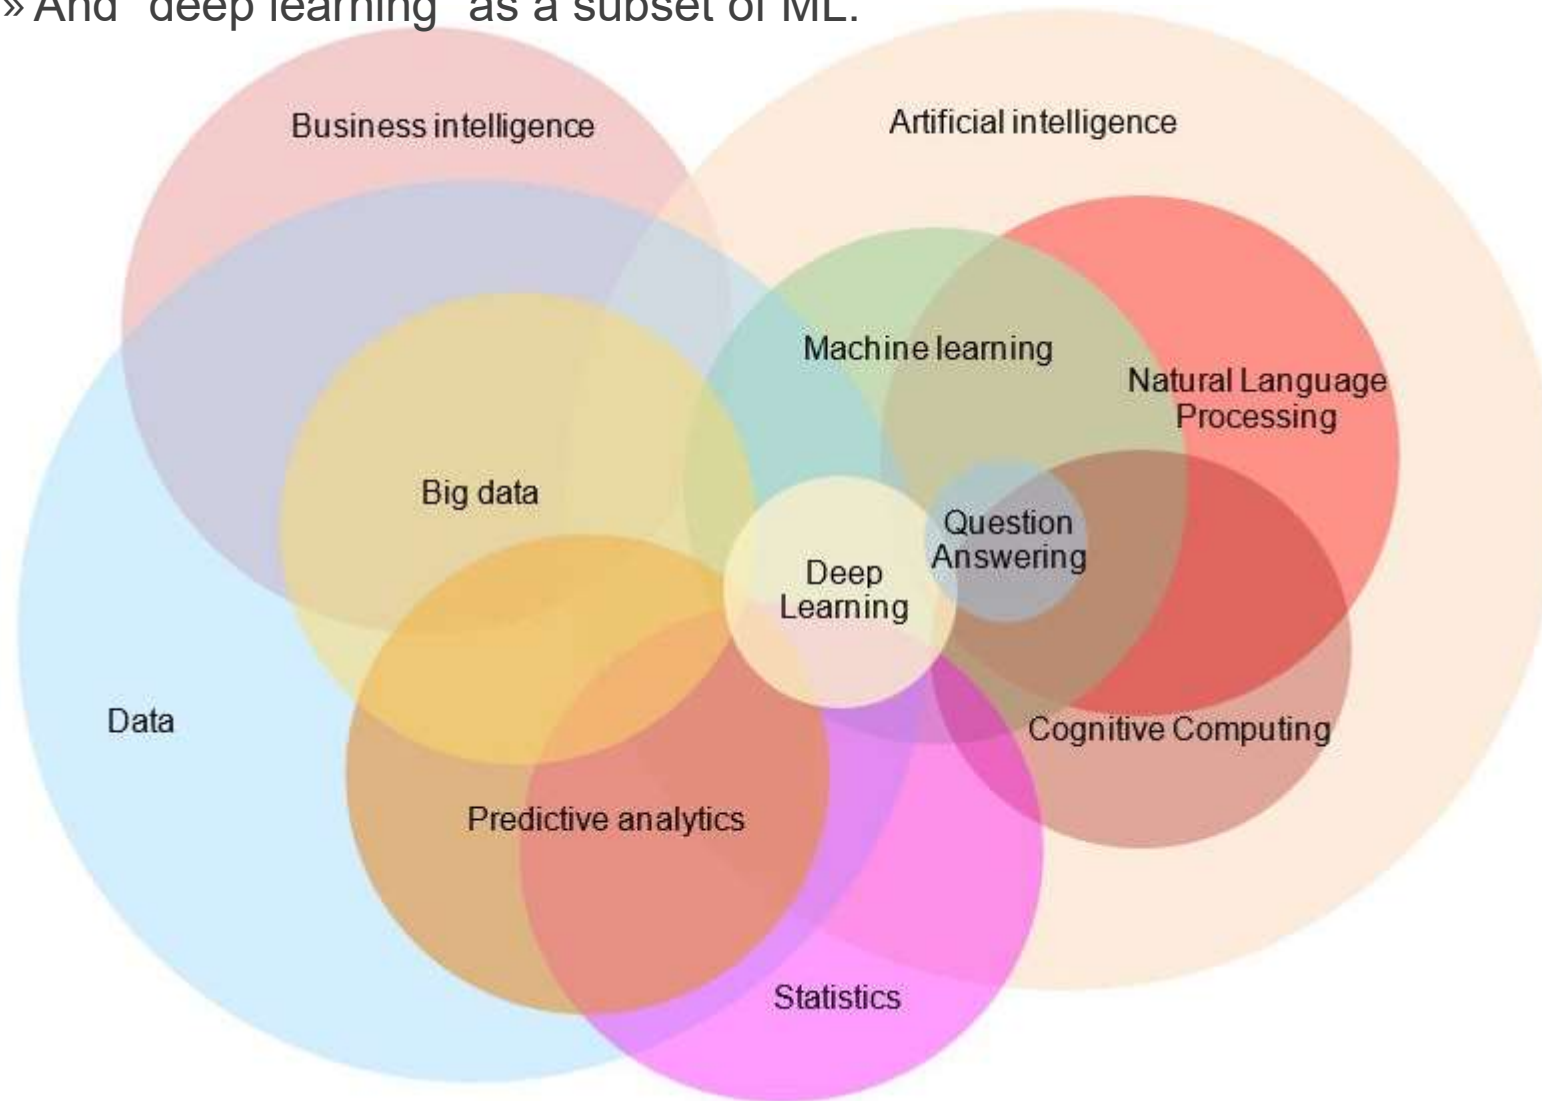 » And "deep learning" as a subset of ML.
Business intelligence
Artificial intelligence
Machine learning
Natural Language
Processing
Big data
Question
Answering
Deep
Learning
Data
Cognitive Computing
Predictive analytics
Statistics